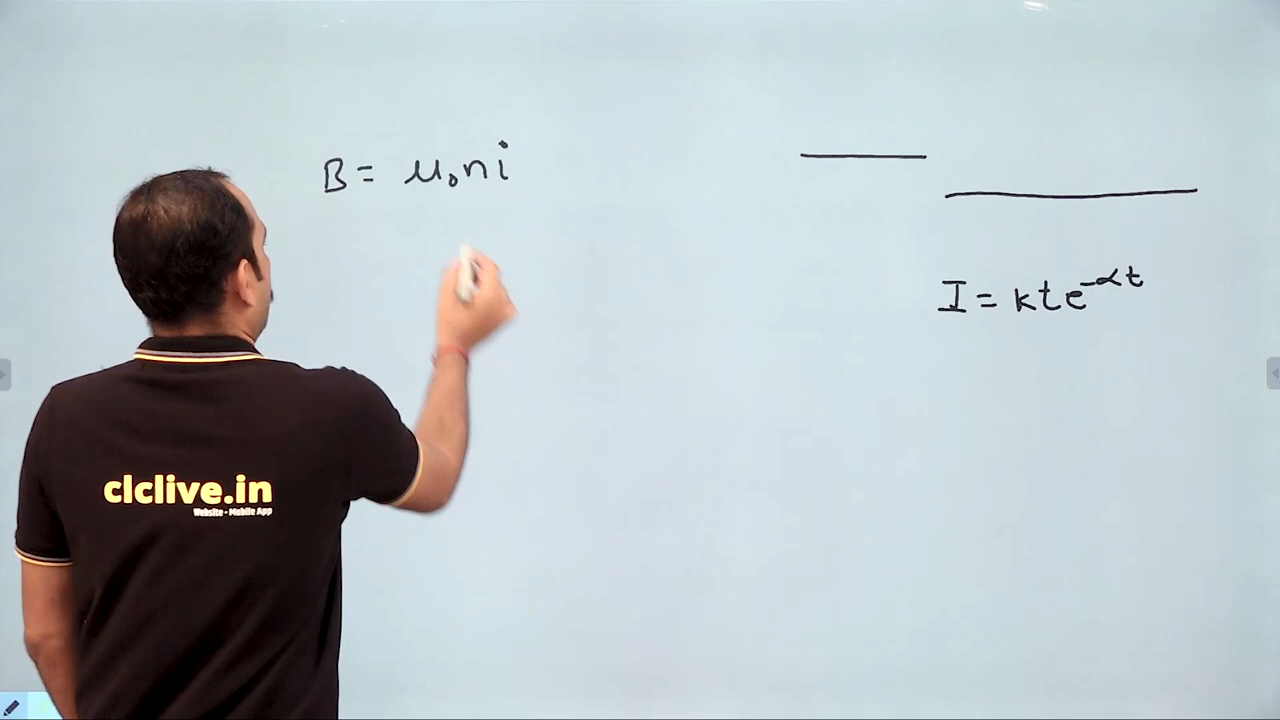 B = μ₀ni
I = kte^{-αt}
clclive.in
Website - Mobile App